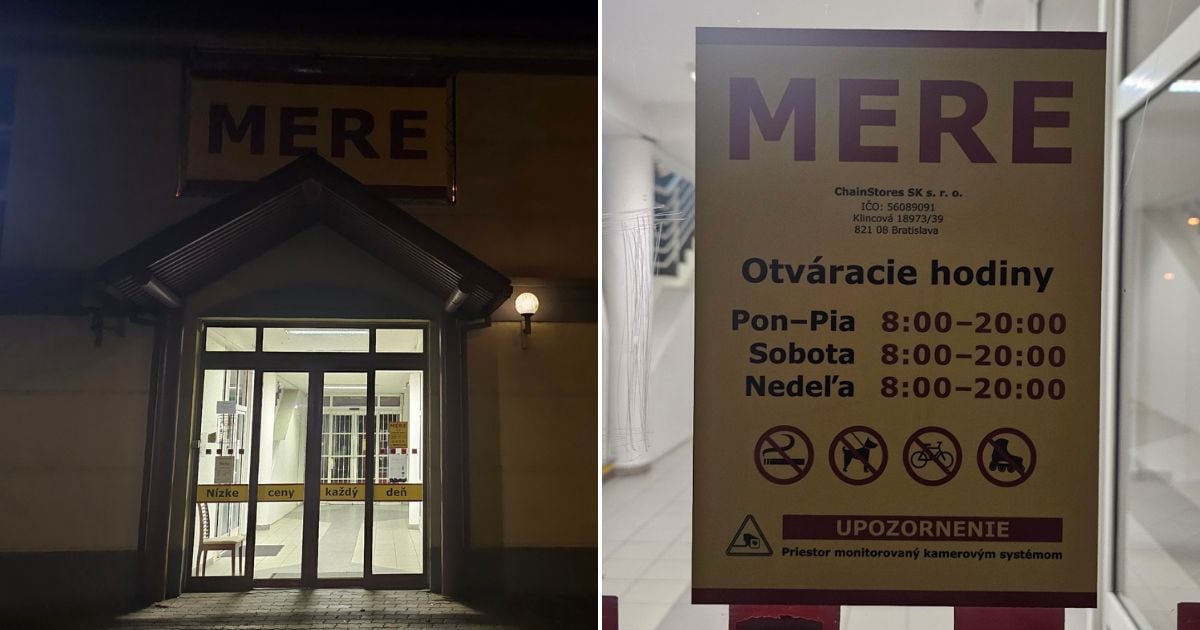 MERE
Nízke ceny každý deň
MERE
ChainStores SK s. r. o.
IČO: 56089091
Klincová 18973/39
821 08 Bratislava
Otváracie hodiny
Pon–Pia 8:00–20:00
Sobota 8:00–20:00
Nedeľa 8:00–20:00
UPOZORNENIE
Priestor monitorovaný kamerovým systémom